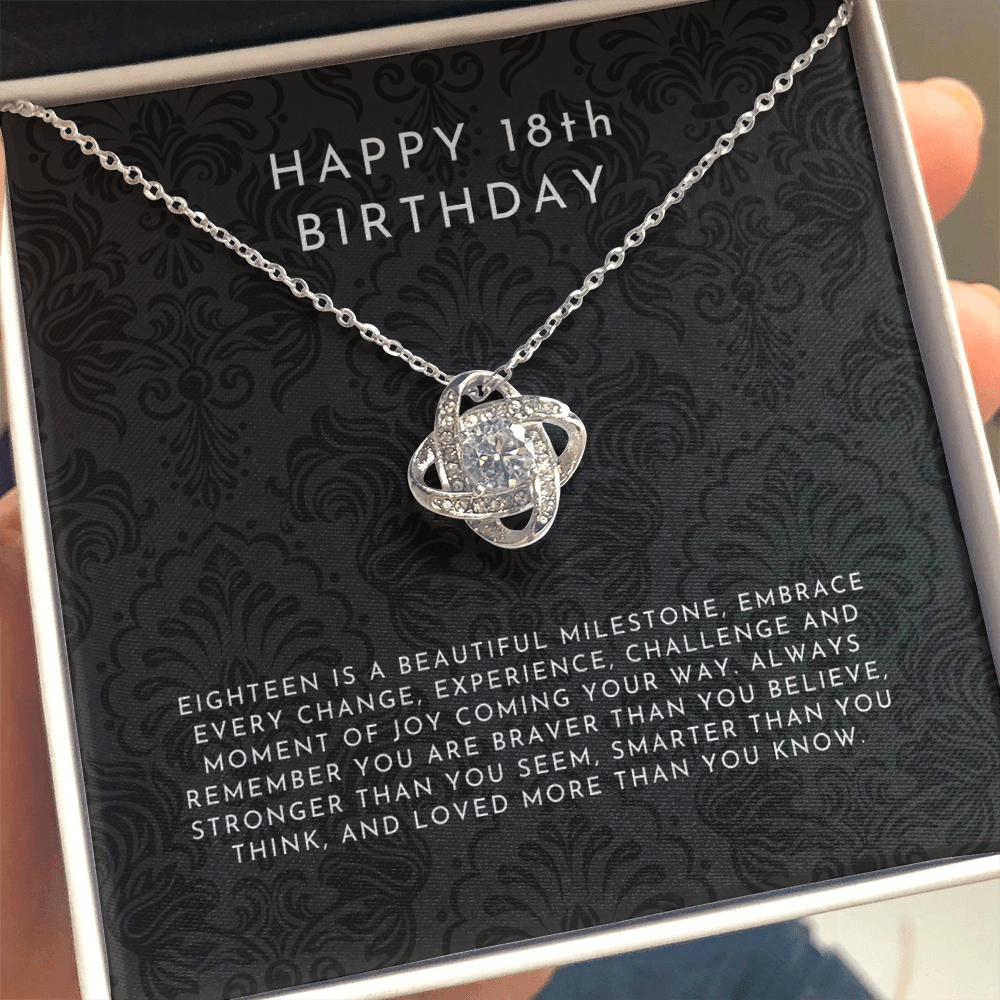 HAPPY 18th
BIRTHDAY
EIGHTEEN IS A BEAUTIFUL MILESTONE, EMBRACE
EVERY CHANGE, EXPERIENCE, CHALLENGE AND
MOMENT OF JOY COMING YOUR WAY. ALWAYS
REMEMBER YOU ARE BRAVER THAN YOU BELIEVE,
STRONGER THAN YOU SEEM, SMARTER THAN YOU
THINK, AND LOVED MORE THAN YOU KNOW.